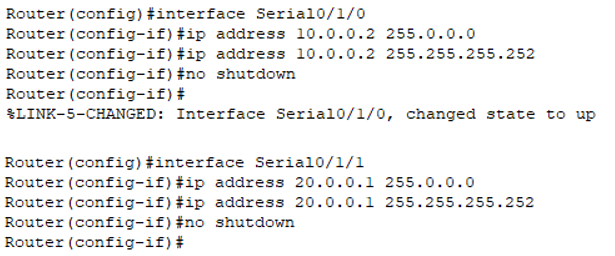 Router(config)#interface Serial0/1/0
Router(config-if)#ip address 10.0.0.2 255.0.0.0
Router(config-if)#ip address 10.0.0.2 255.255.255.252
Router(config-if)#no shutdown
Router(config-if)#
%LINK-5-CHANGED: Interface Serial0/1/0, changed state to up
Router(config)#interface Serial0/1/1
Router(config-if)#ip address 20.0.0.1 255.0.0.0
Router(config-if)#ip address 20.0.0.1 255.255.255.252
Router(config-if)#no shutdown
Router(config-if)#